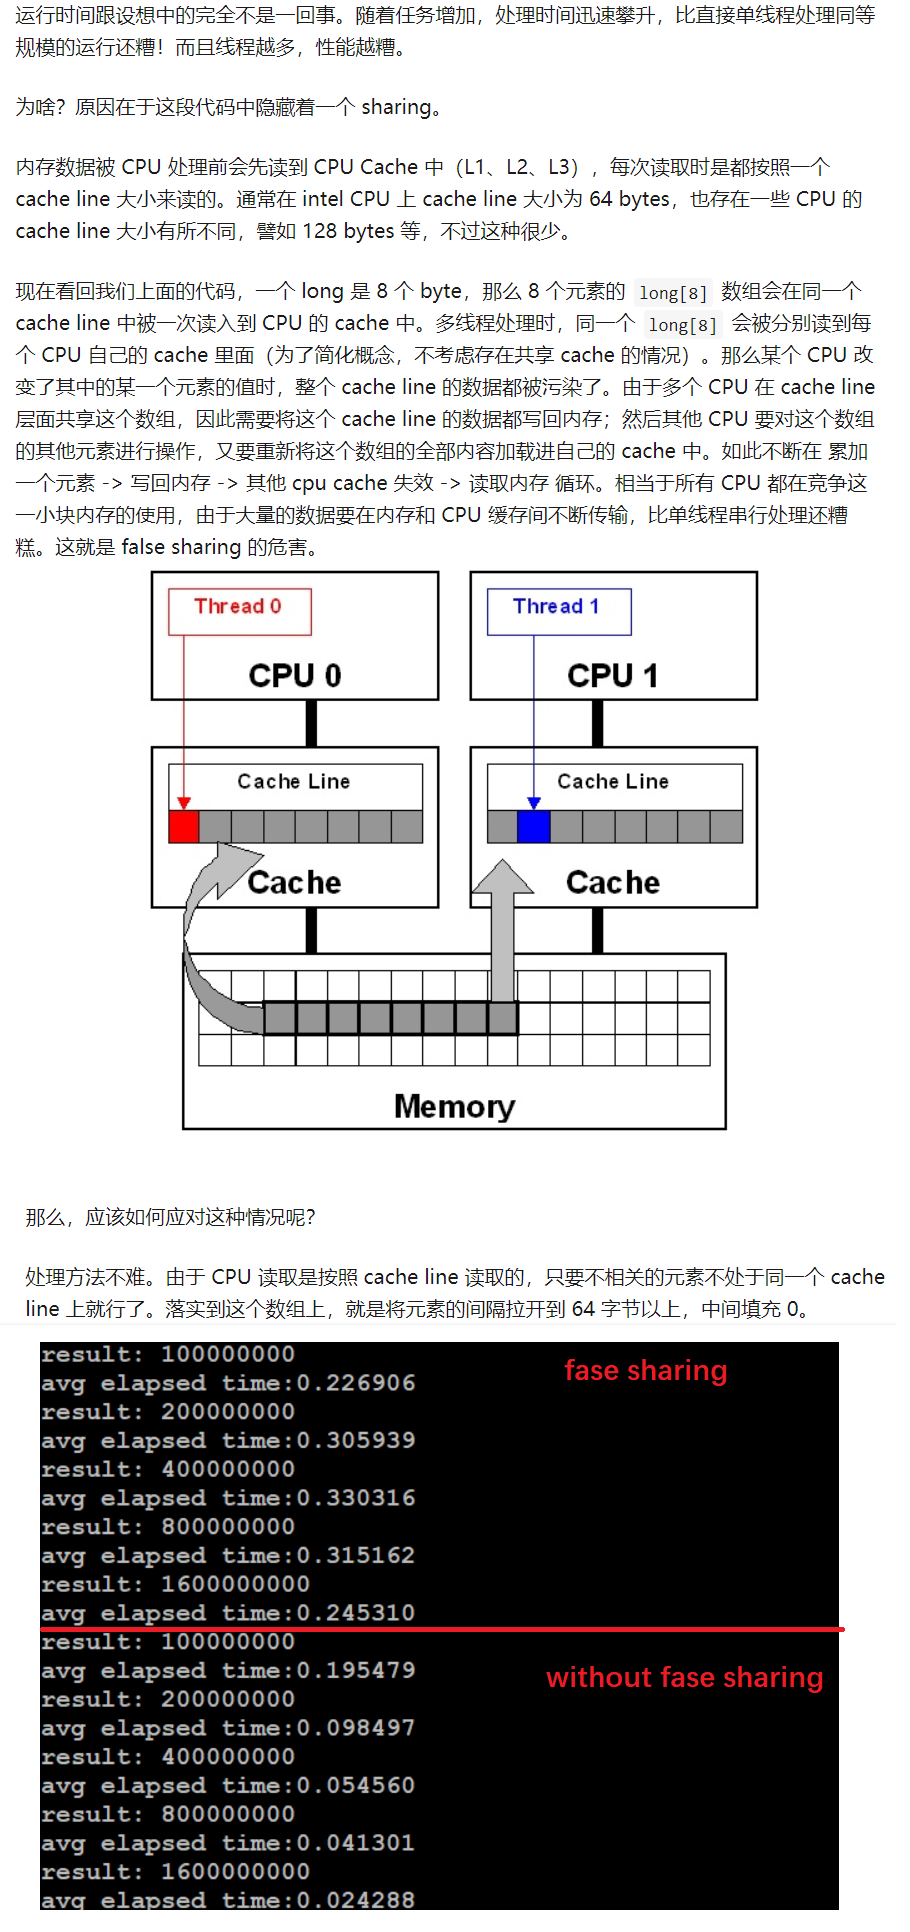 运行时间跟设想中的完全不是一回事。随着任务增加，处理时间迅速攀升，比直接单线程处理同等
规模的运行还糟！而且线程越多，性能越糟。
为啥？原因在于这段代码中隐藏着一个 sharing。
内存数据被 CPU 处理前会先读到 CPU Cache 中（L1、L2、L3），每次读取时是都按照一个
cache line 大小来读的。通常在 intel CPU 上 cache line 大小为 64 bytes，也存在一些 CPU 的
cache line 大小有所不同，譬如 128 bytes 等，不过这种很少。
现在看回我们上面的代码，一个 long 是 8 个 byte，那么 8 个元素的 long[8] 数组会在同一个
cache line 中被一次读入到 CPU 的 cache 中。多线程处理时，同一个 long[8] 会被分别读到每
个 CPU 自己的 cache 里面（为了简化概念，不考虑存在共享 cache 的情况）。那么某个 CPU 改
变了其中的某一个元素的值时，整个 cache line 的数据都被污染了。由于多个 CPU 在 cache line
层面共享这个数组，因此需要将这个 cache line 的数据都写回内存；然后其他 CPU 要对这个数组
的其他元素进行操作，又要重新将这个数组的全部内容加载进自己的 cache 中。如此不断在 累加
一个元素 -> 写回内存 -> 其他 cpu cache 失效 -> 读取内存 循环。相当于所有 CPU 都在竞争这
一小块内存的使用，由于大量的数据要在内存和 CPU 缓存间不断传输，比单线程串行处理还糟
糕。这就是 false sharing 的危害。
Thread 0
Thread 1
CPU 0
CPU 1
Cache Line
Cache Line
Cache
Cache
Memory
那么，应该如何应对这种情况呢？
处理方法不难。由于 CPU 读取是按照 cache line 读取的，只要不相关的元素不处于同一个 cache
line 上就行了。落实到这个数组上，就是将元素的间隔拉开到 64 字节以上，中间填充 0。
result: 100000000
fase sharing
avg elapsed time:0.226906
result: 200000000
avg elapsed time:0.305939
result: 400000000
avg elapsed time:0.330316
result: 800000000
avg elapsed time:0.315162
result: 1600000000
avg elapsed time:0.245310
result: 100000000
avg elapsed time:0.195479
without fase sharing
result: 200000000
avg elapsed time:0.098497
result: 400000000
avg elapsed time:0.054560
result: 800000000
avg elapsed time:0.041301
result: 1600000000
avg elapsed time:0.024288